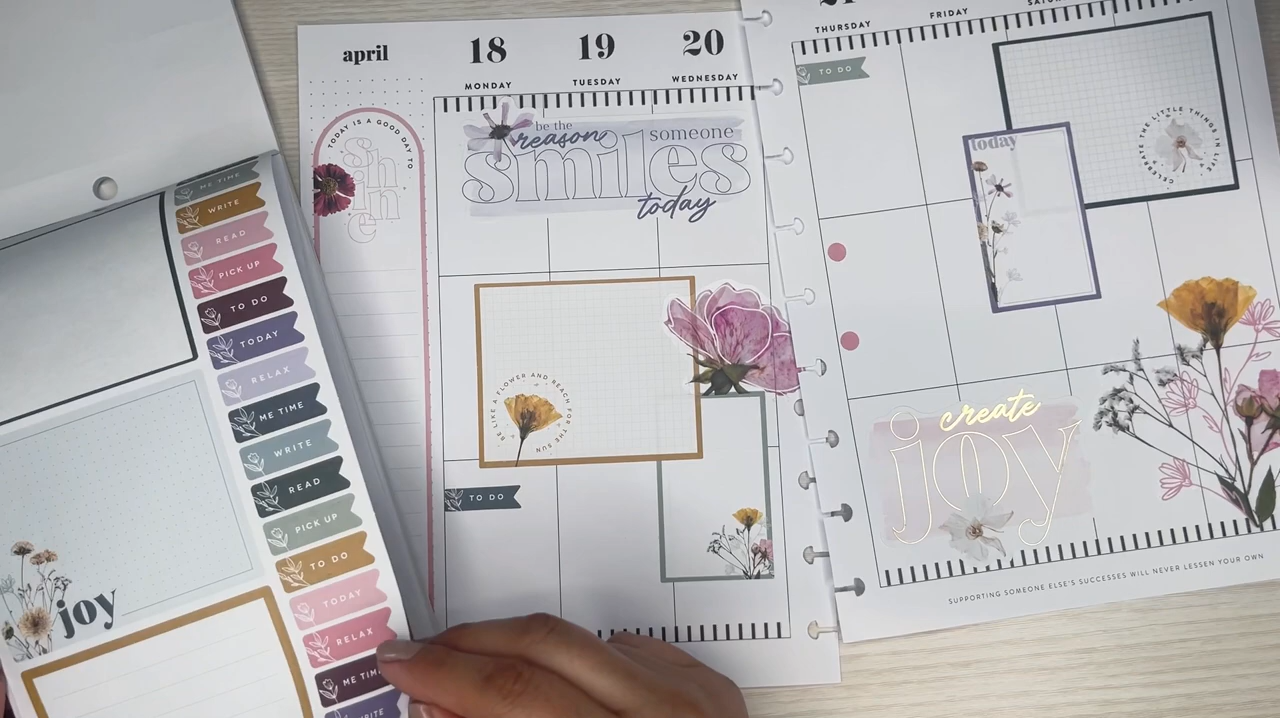 ME TIME
WRITE
READ
PICK UP
TO DO
TODAY
RELAX
ME TIME
WRITE
READ
PICK UP
TO DO
TODAY
RELAX
joy
april
TODAY IS A GOOD DAY TO
shine
18
MONDAY
19
TUESDAY
20
WEDNESDAY
be the
reason someone
smiles
today
BE LIKE A FLOWER AND REACH FOR THE SUN
TO DO
THURSDAY
FRIDAY
TO DO
today
CELEBRATE THE LITTLE THINGS IN LIFE
create
joy
SUPPORTING SOMEONE ELSE'S SUCCESSES WILL NEVER LESSEN YOUR OWN